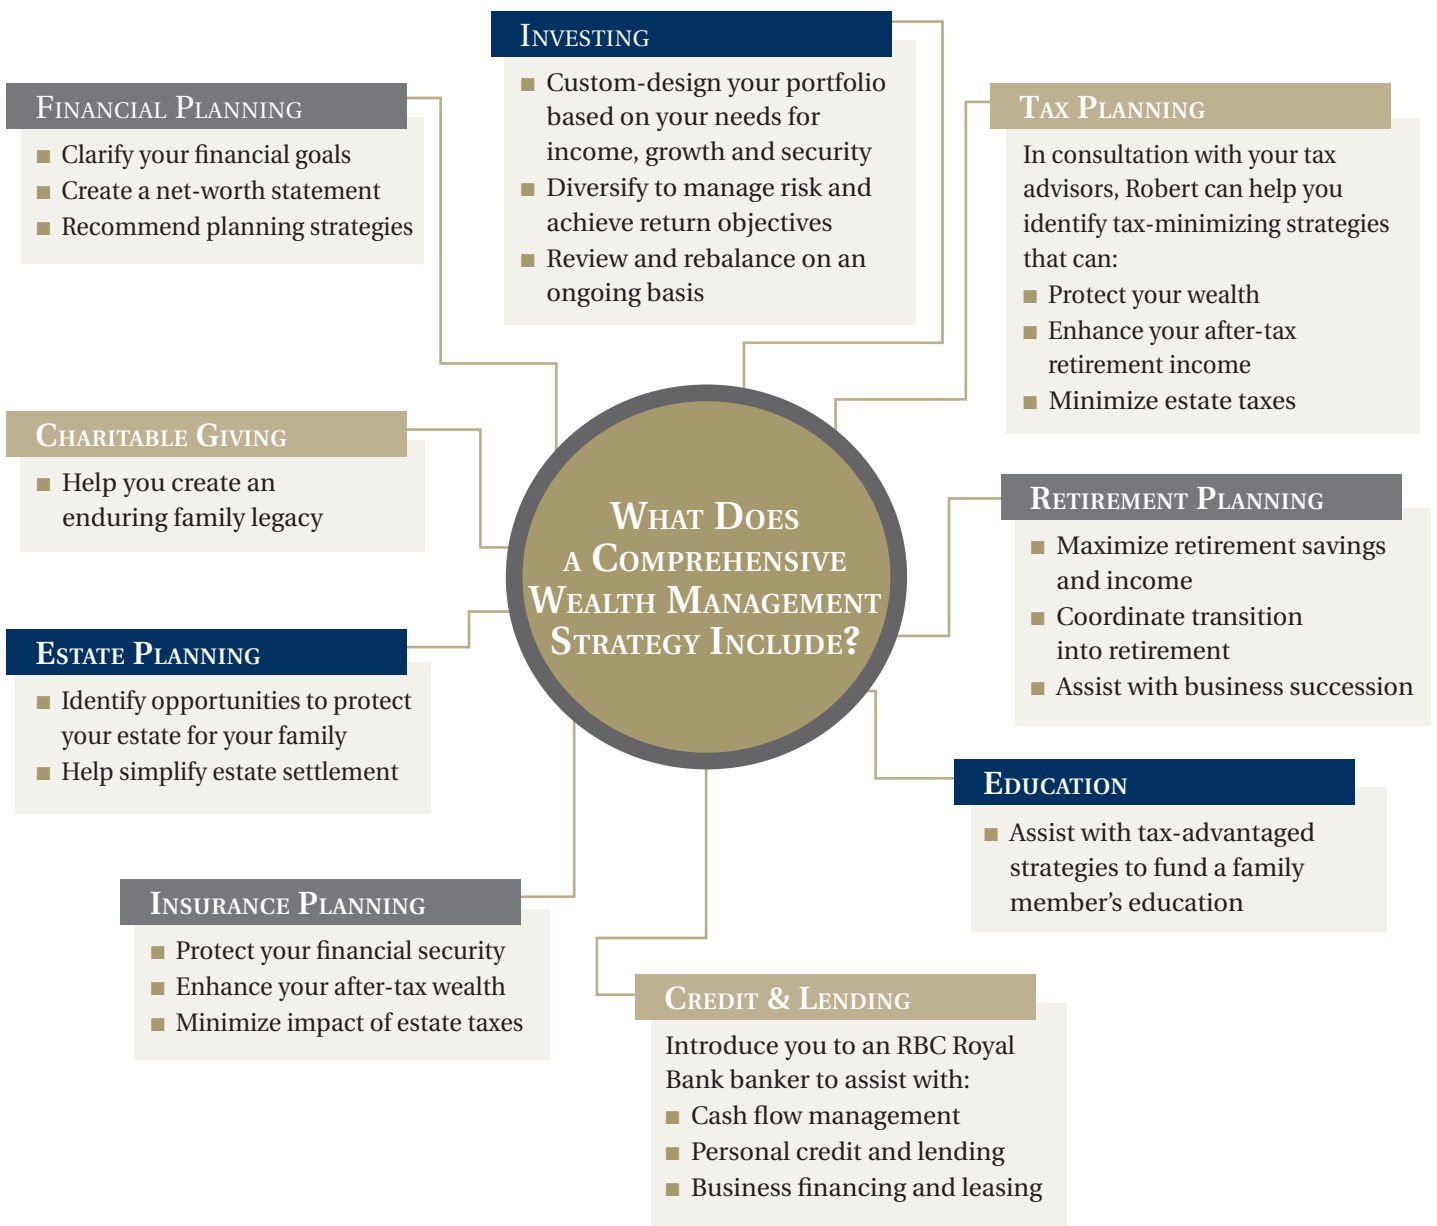 INVESTING
■ Custom-design your portfolio
based on your needs for
income, growth and security
■ Diversify to manage risk and
achieve return objectives
■ Review and rebalance on an
ongoing basis
FINANCIAL PLANNING
■ Clarify your financial goals
■ Create a net-worth statement
■ Recommend planning strategies
TAX PLANNING
In consultation with your tax
advisors, Robert can help you
identify tax-minimizing strategies
that can:
■ Protect your wealth
■ Enhance your after-tax
retirement income
■ Minimize estate taxes
CHARITABLE GIVING
■ Help you create an
enduring family legacy
WHAT DOES
A COMPREHENSIVE
WEALTH MANAGEMENT
STRATEGY INCLUDE?
RETIREMENT PLANNING
■ Maximize retirement savings
and income
■ Coordinate transition
into retirement
■ Assist with business succession
ESTATE PLANNING
■ Identify opportunities to protect
your estate for your family
■ Help simplify estate settlement
EDUCATION
■ Assist with tax-advantaged
strategies to fund a family
member’s education
INSURANCE PLANNING
■ Protect your financial security
■ Enhance your after-tax wealth
■ Minimize impact of estate taxes
CREDIT & LENDING
Introduce you to an RBC Royal
Bank banker to assist with:
■ Cash flow management
■ Personal credit and lending
■ Business financing and leasing